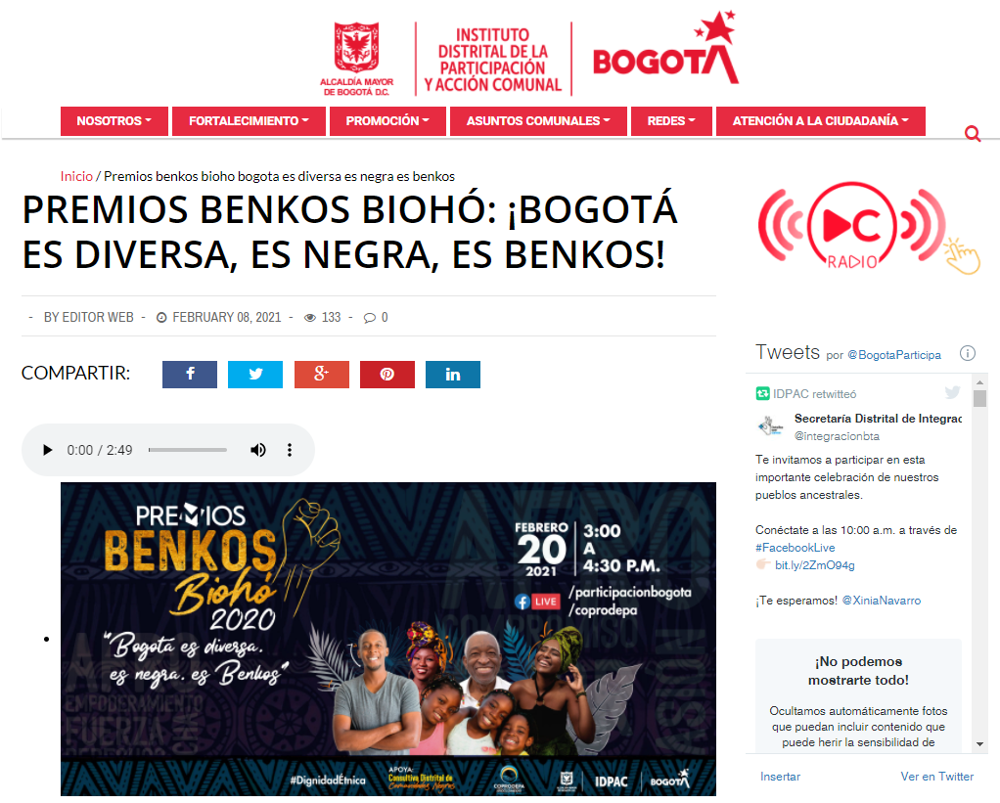 ALCALDÍA MAYOR
DE BOGOTÁ D.C.
INSTITUTO
DISTRITAL DE LA
PARTICIPACIÓN
Y ACCIÓN COMUNAL
BOGOTÁ
NOSOTROS
FORTALECIMIENTO
PROMOCIÓN
ASUNTOS COMUNALES
REDES
ATENCIÓN A LA CIUDADANÍA
Inicio / Premios benkos bioho bogota es diversa es negra es benkos
PREMIOS BENKOS BIOHÓ: ¡BOGOTÁ
ES DIVERSA, ES NEGRA, ES BENKOS!
- BY EDITOR WEB - FEBRUARY 08, 2021 - 133 - 0
COMPARTIR:
0:00 / 2:49
PREMIOS
BENKOS
Biohó
2020
"Bogotá es diversa.
es negra. es Benkos"
FEBRERO
20
2021
3:00
A
4:30 P.M.
LIVE
/participacionbogota
/coprodepa
EMPODERAMIENTO
FUERZA
#DignidadÉtnica
APOYA:
Consultiva Distrital de
Comunidades Negras
COPRODEPA
IDPAC
BOGOTÁ
C
RADIO
Tweets por @BogotaParticipa
IDPAC retwitteó
Secretaría Distrital de Integrac
@integracionbta
Te invitamos a participar en esta
importante celebración de nuestros
pueblos ancestrales.
Conéctate a las 10:00 a.m. a través de
#FacebookLive
bit.ly/2ZmO94g
¡Te esperamos! @XiniaNavarro
¡No podemos
mostrarte todo!
Ocultamos automáticamente fotos
que puedan incluir contenido que
puede herir la sensibilidad de
Insertar
Ver en Twitter